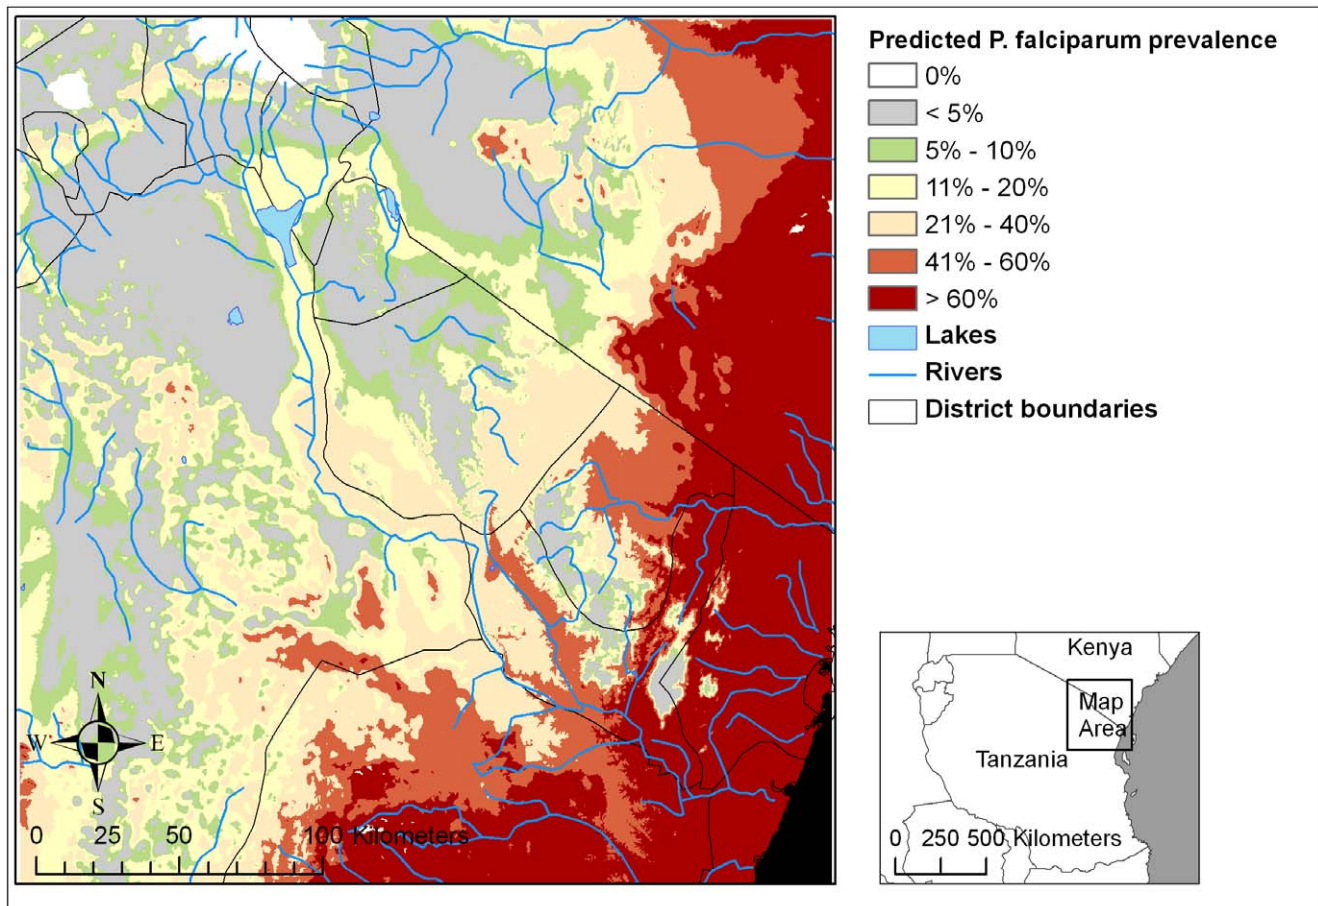 Predicted P. falciparum prevalence
0%
< 5%
5% - 10%
11% - 20%
21% - 40%
41% - 60%
> 60%
Lakes
Rivers
District boundaries
N
W E
S
0 25 50 100 Kilometers
Kenya
Map
Area
Tanzania
0 250 500 Kilometers